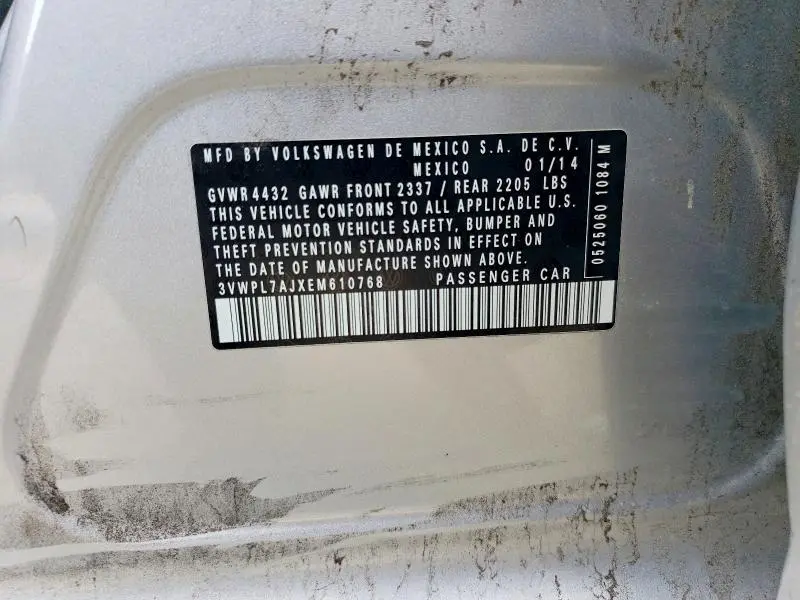 MFD BY VOLKSWAGEN DE MEXICO S.A. DE C.V.
MEXICO 01/14
GVWR 4432 GAWR FRONT 2337 / REAR 2205 LBS
THIS VEHICLE CONFORMS TO ALL APPLICABLE U.S.
FEDERAL MOTOR VEHICLE SAFETY, BUMPER AND
THEFT PREVENTION STANDARDS IN EFFECT ON
THE DATE OF MANUFACTURE SHOWN ABOVE.
3VWPL7AJXEM610768 PASSENGER CAR
0525060 1084 M